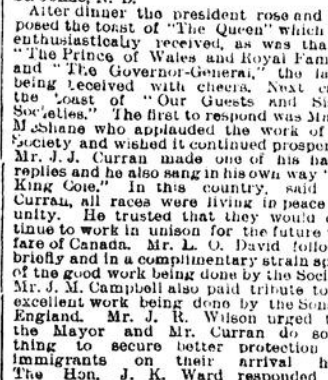 After dinner the president rose and
posed the toast of "The Queen" which
enthusiastically received, as was tha
"The Prince of Wales and Royal Fam
and "The Governor-General," the la
being received with cheers. Next
the toast of "Our Guests and Si
Societies." The first to respond was
McShane who applauded the work of
Society and wished it continued prosper
Mr. J. J. Curran made one of his ha
replies and he also sang in his own way "
King Cole." In this country, said
Curran, all races were living in peace
unity. He trusted that they would
tinue to work in unison for the future
fare of Canada. Mr. L. O. David follo
briefly and in a complimentary strain sp
of the good work being done by the Soci
Mr. J. M. Campbell also paid tribute to
excellent work being done by the Sons
England. Mr. J. R. Wilson urged t
the Mayor and Mr. Curran do so
thing to secure better protection
immigrants on their arrival h
The Hon. J. K. Ward responded